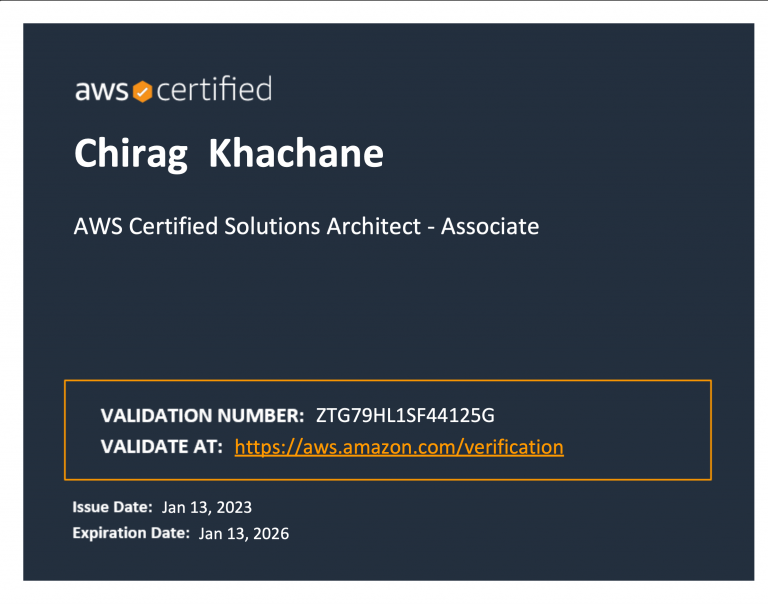 aws certified
Chirag Khachane
AWS Certified Solutions Architect - Associate
VALIDATION NUMBER: ZTG79HL1SF44125G
VALIDATE AT: https://aws.amazon.com/verification
Issue Date: Jan 13, 2023
Expiration Date: Jan 13, 2026